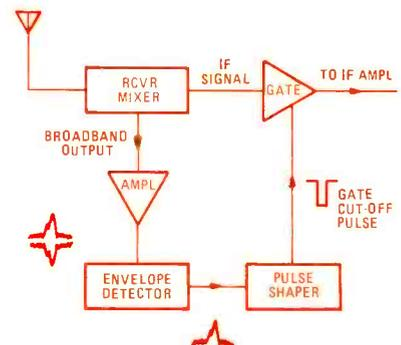 RCVR
MIXER
IF
SIGNAL
GATE
TO IF AMPL
BROADBAND
OUTPUT
AMPL
GATE
CUT-OFF
PULSE
ENVELOPE
DETECTOR
PULSE
SHAPER